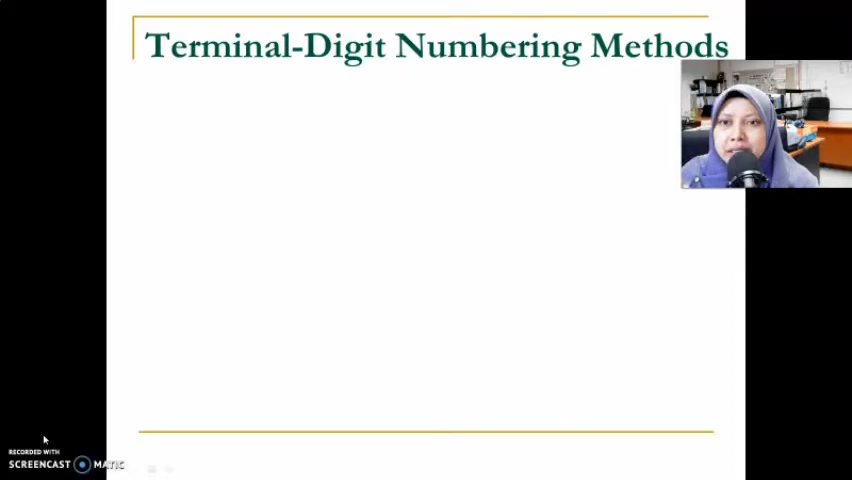 Terminal-Digit Numbering Methods
RECORDED WITH
SCREENCAST MATIC